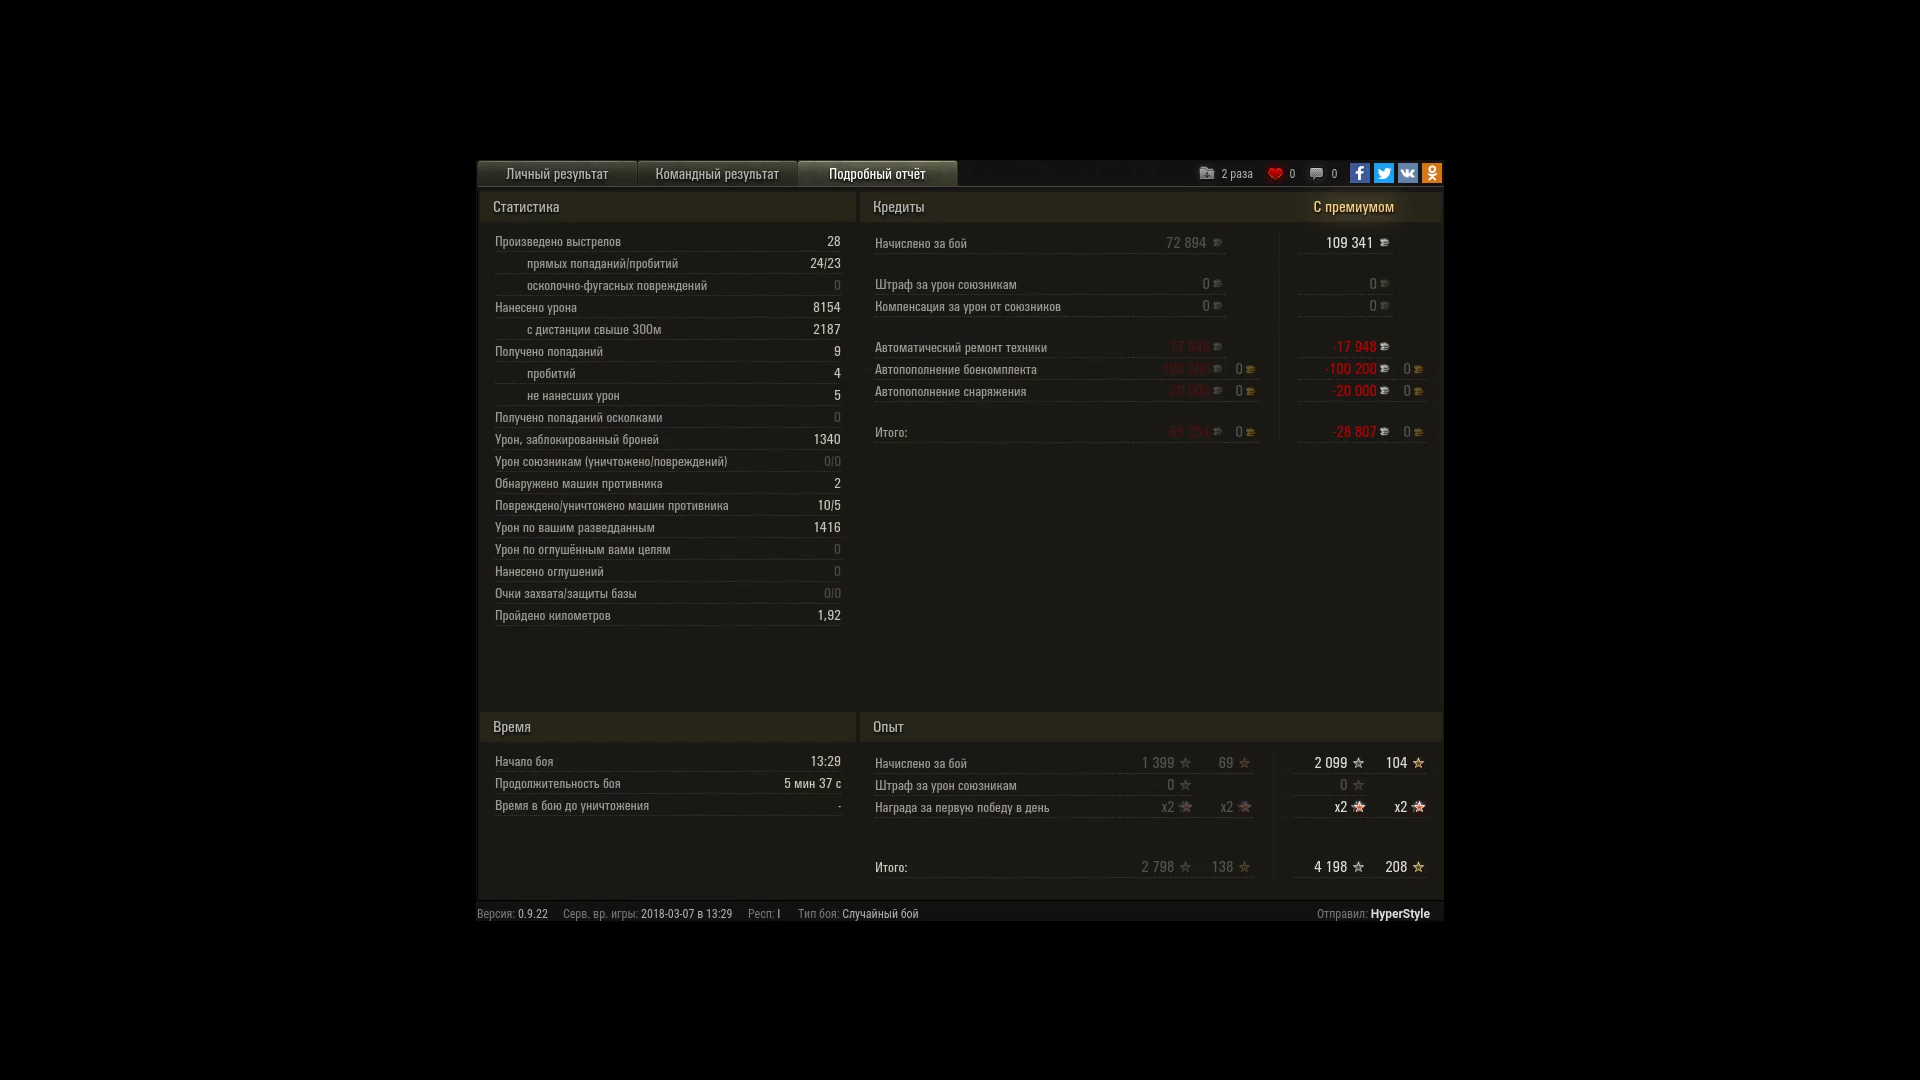 Личный результат Командный результат Подробный отчёт 2 раза 0 0
Статистика
Произведено выстрелов 28
прямых попаданий/пробитий 24/23
осколочно-фугасных повреждений 0
Нанесено урона 8154
с дистанции свыше 300м 2187
Получено попаданий 9
пробитий 4
не нанесших урон 5
Получено попаданий осколками 0
Урон, заблокированный броней 1340
Урон союзникам (уничтожено/повреждений) 0/0
Обнаружено машин противника 2
Повреждено/уничтожено машин противника 10/5
Урон по вашим разведданным 1416
Урон по оглушённым вами целям 0
Нанесено оглушений 0
Очки захвата/защиты базы 0/0
Пройдено километров 1,92
Кредиты С премиумом
Начислено за бой 72 894 109 341
Штраф за урон союзникам 0 0
Компенсация за урон от союзников 0 0
Автоматический ремонт техники -17 948
Автопополнение боекомплекта 0 -100 200 0
Автопополнение снаряжения 0 -20 000 0
Итого: 0 -28 807 0
Время
Начало боя 13:29
Продолжительность боя 5 мин 37 с
Время в бою до уничтожения -
Опыт
Начислено за бой 1 399 69 2 099 104
Штраф за урон союзникам 0 0
Награда за первую победу в день x2 x2 x2 x2
Итого: 2 798 138 4 198 208
Версия: 0.9.22 Серв. вр. игры: 2018-03-07 в 13:29 Респ: I Тип боя: Случайный бой Отправил: HyperStyle